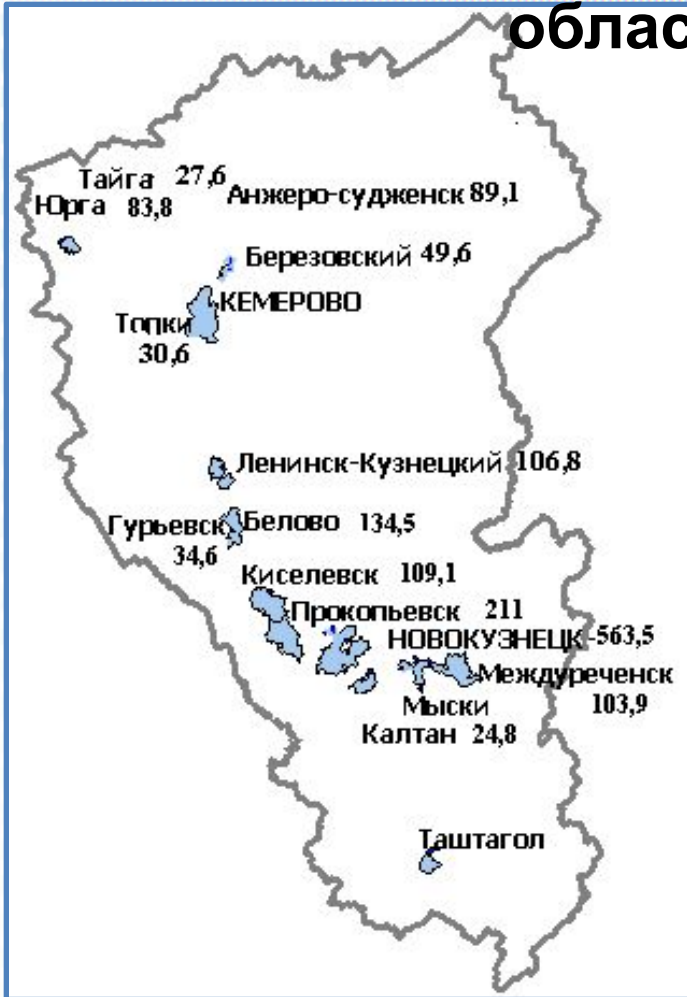 облас
Тайга 27,6
Юрга 83,8
Анжеро-судженск 89,1
Березовский 49,6
КЕМЕРОВО
Топки
30,6
Ленинск-Кузнецкий 106,8
Гурьевск
34,6
Белово 134,5
Киселевск 109,1
Прокопьевск 211
НОВОКУЗНЕЦК-563,5
Междуреченск
103,9
Мыски
Калтан 24,8
Таштагол